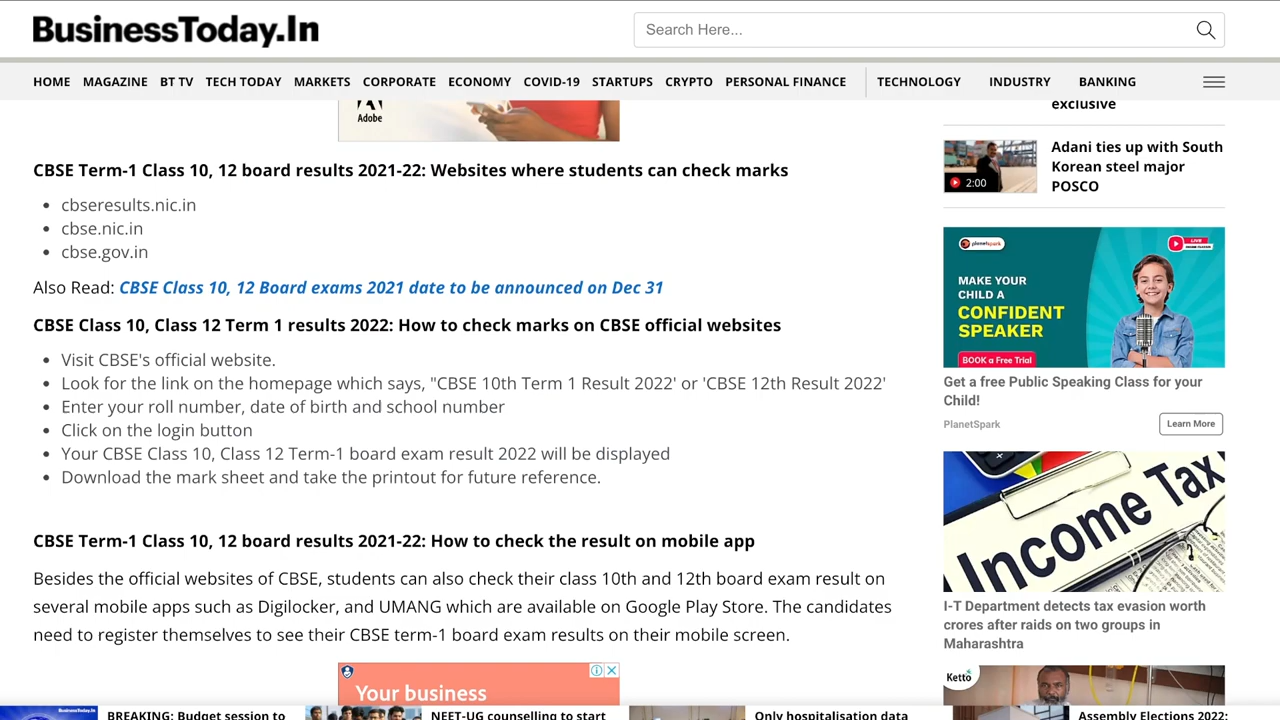 BusinessToday.In
Search Here...
HOME MAGAZINE BT TV TECH TODAY MARKETS CORPORATE ECONOMY COVID-19 STARTUPS CRYPTO PERSONAL FINANCE TECHNOLOGY INDUSTRY BANKING
Adobe
CBSE Term-1 Class 10, 12 board results 2021-22: Websites where students can check marks
• cbseresults.nic.in
• cbse.nic.in
• cbse.gov.in
Also Read: CBSE Class 10, 12 Board exams 2021 date to be announced on Dec 31
CBSE Class 10, Class 12 Term 1 results 2022: How to check marks on CBSE official websites
• Visit CBSE's official website.
• Look for the link on the homepage which says, "CBSE 10th Term 1 Result 2022' or 'CBSE 12th Result 2022'
• Enter your roll number, date of birth and school number
• Click on the login button
• Your CBSE Class 10, Class 12 Term-1 board exam result 2022 will be displayed
• Download the mark sheet and take the printout for future reference.
CBSE Term-1 Class 10, 12 board results 2021-22: How to check the result on mobile app
Besides the official websites of CBSE, students can also check their class 10th and 12th board exam result on
several mobile apps such as Digilocker, and UMANG which are available on Google Play Store. The candidates
need to register themselves to see their CBSE term-1 board exam results on their mobile screen.
Your business
exclusive
Adani ties up with South
Korean steel major
POSCO
2:00
planetspark
LIVE
MAKE YOUR
CHILD A
CONFIDENT
SPEAKER
BOOK a Free Trial
Get a free Public Speaking Class for your
Child!
PlanetSpark
Learn More
Income Tax
I-T Department detects tax evasion worth
crores after raids on two groups in
Maharashtra
Ketto
BusinessToday.In
BREAKING: Budget session to
NEET-UG counselling to start
Only hospitalisation data
Assembly Elections 2022: